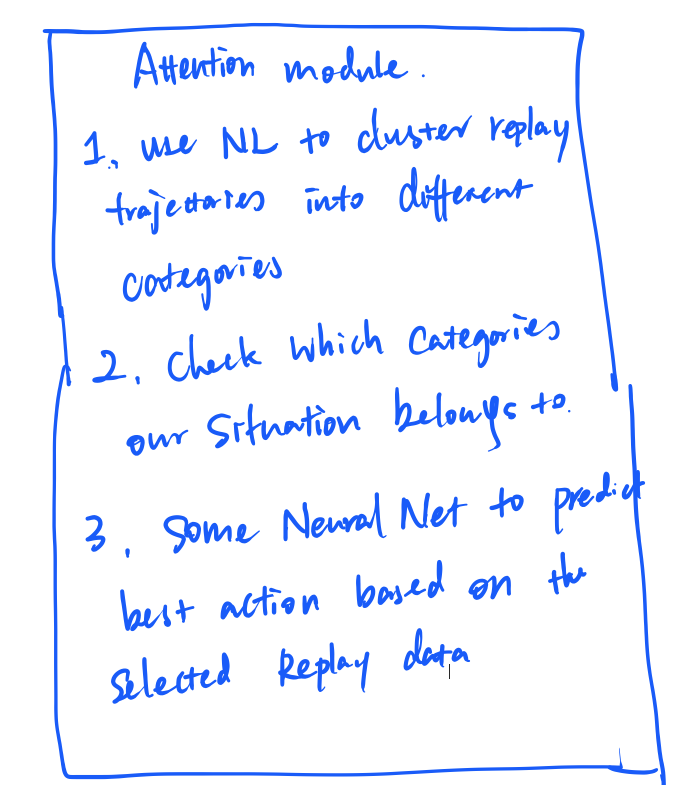 Attention module.
1. use NL to cluster replay
trajectories into different
categories
2. Check which categories
our situation belongs to.
3. Some Neural Net to predict
best action based on the
selected Replay data